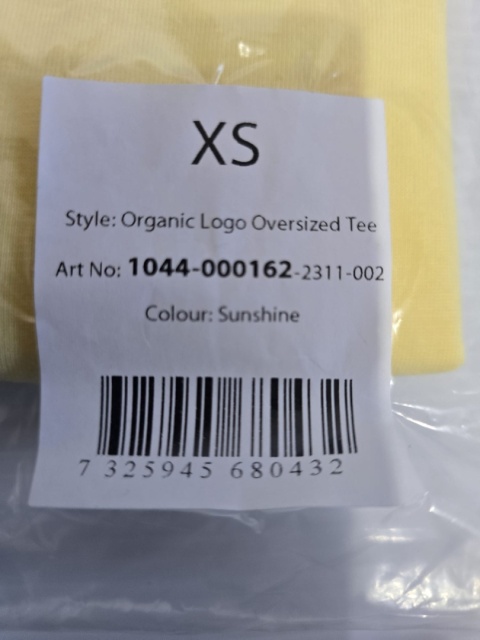 XS
Style: Organic Logo Oversized Tee
Art No: 1044-000162-2311-002
Colour: Sunshine
7 325945 680432